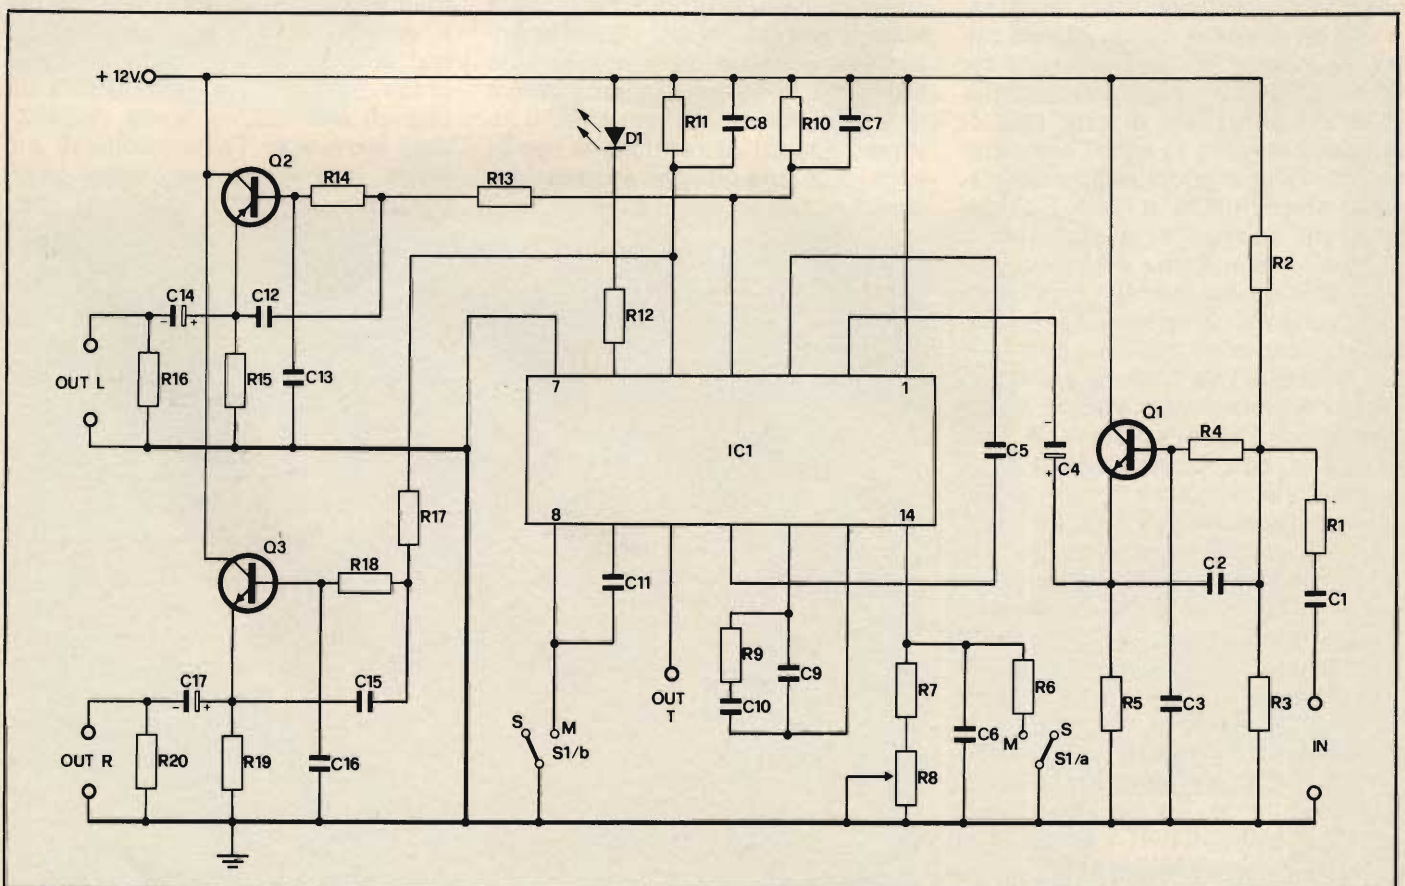 + 12V.
R11
C8
R10
C7
D1
Q2
R14
R13
R2
C14
C12
- +
R12
OUT L
R16
R15
C13
7
1
Q1
R4
IC1
C5
-
+
C4
8
14
R17
R1
Q3
R18
C11
C2
C1
R9
C9
R7
R6
C17
C15
- +
OUT
T
C10
R5
C3
R3
S
M
S1/b
C6
M
S
S1/a
IN
OUT R
R20
R19
C16
R8